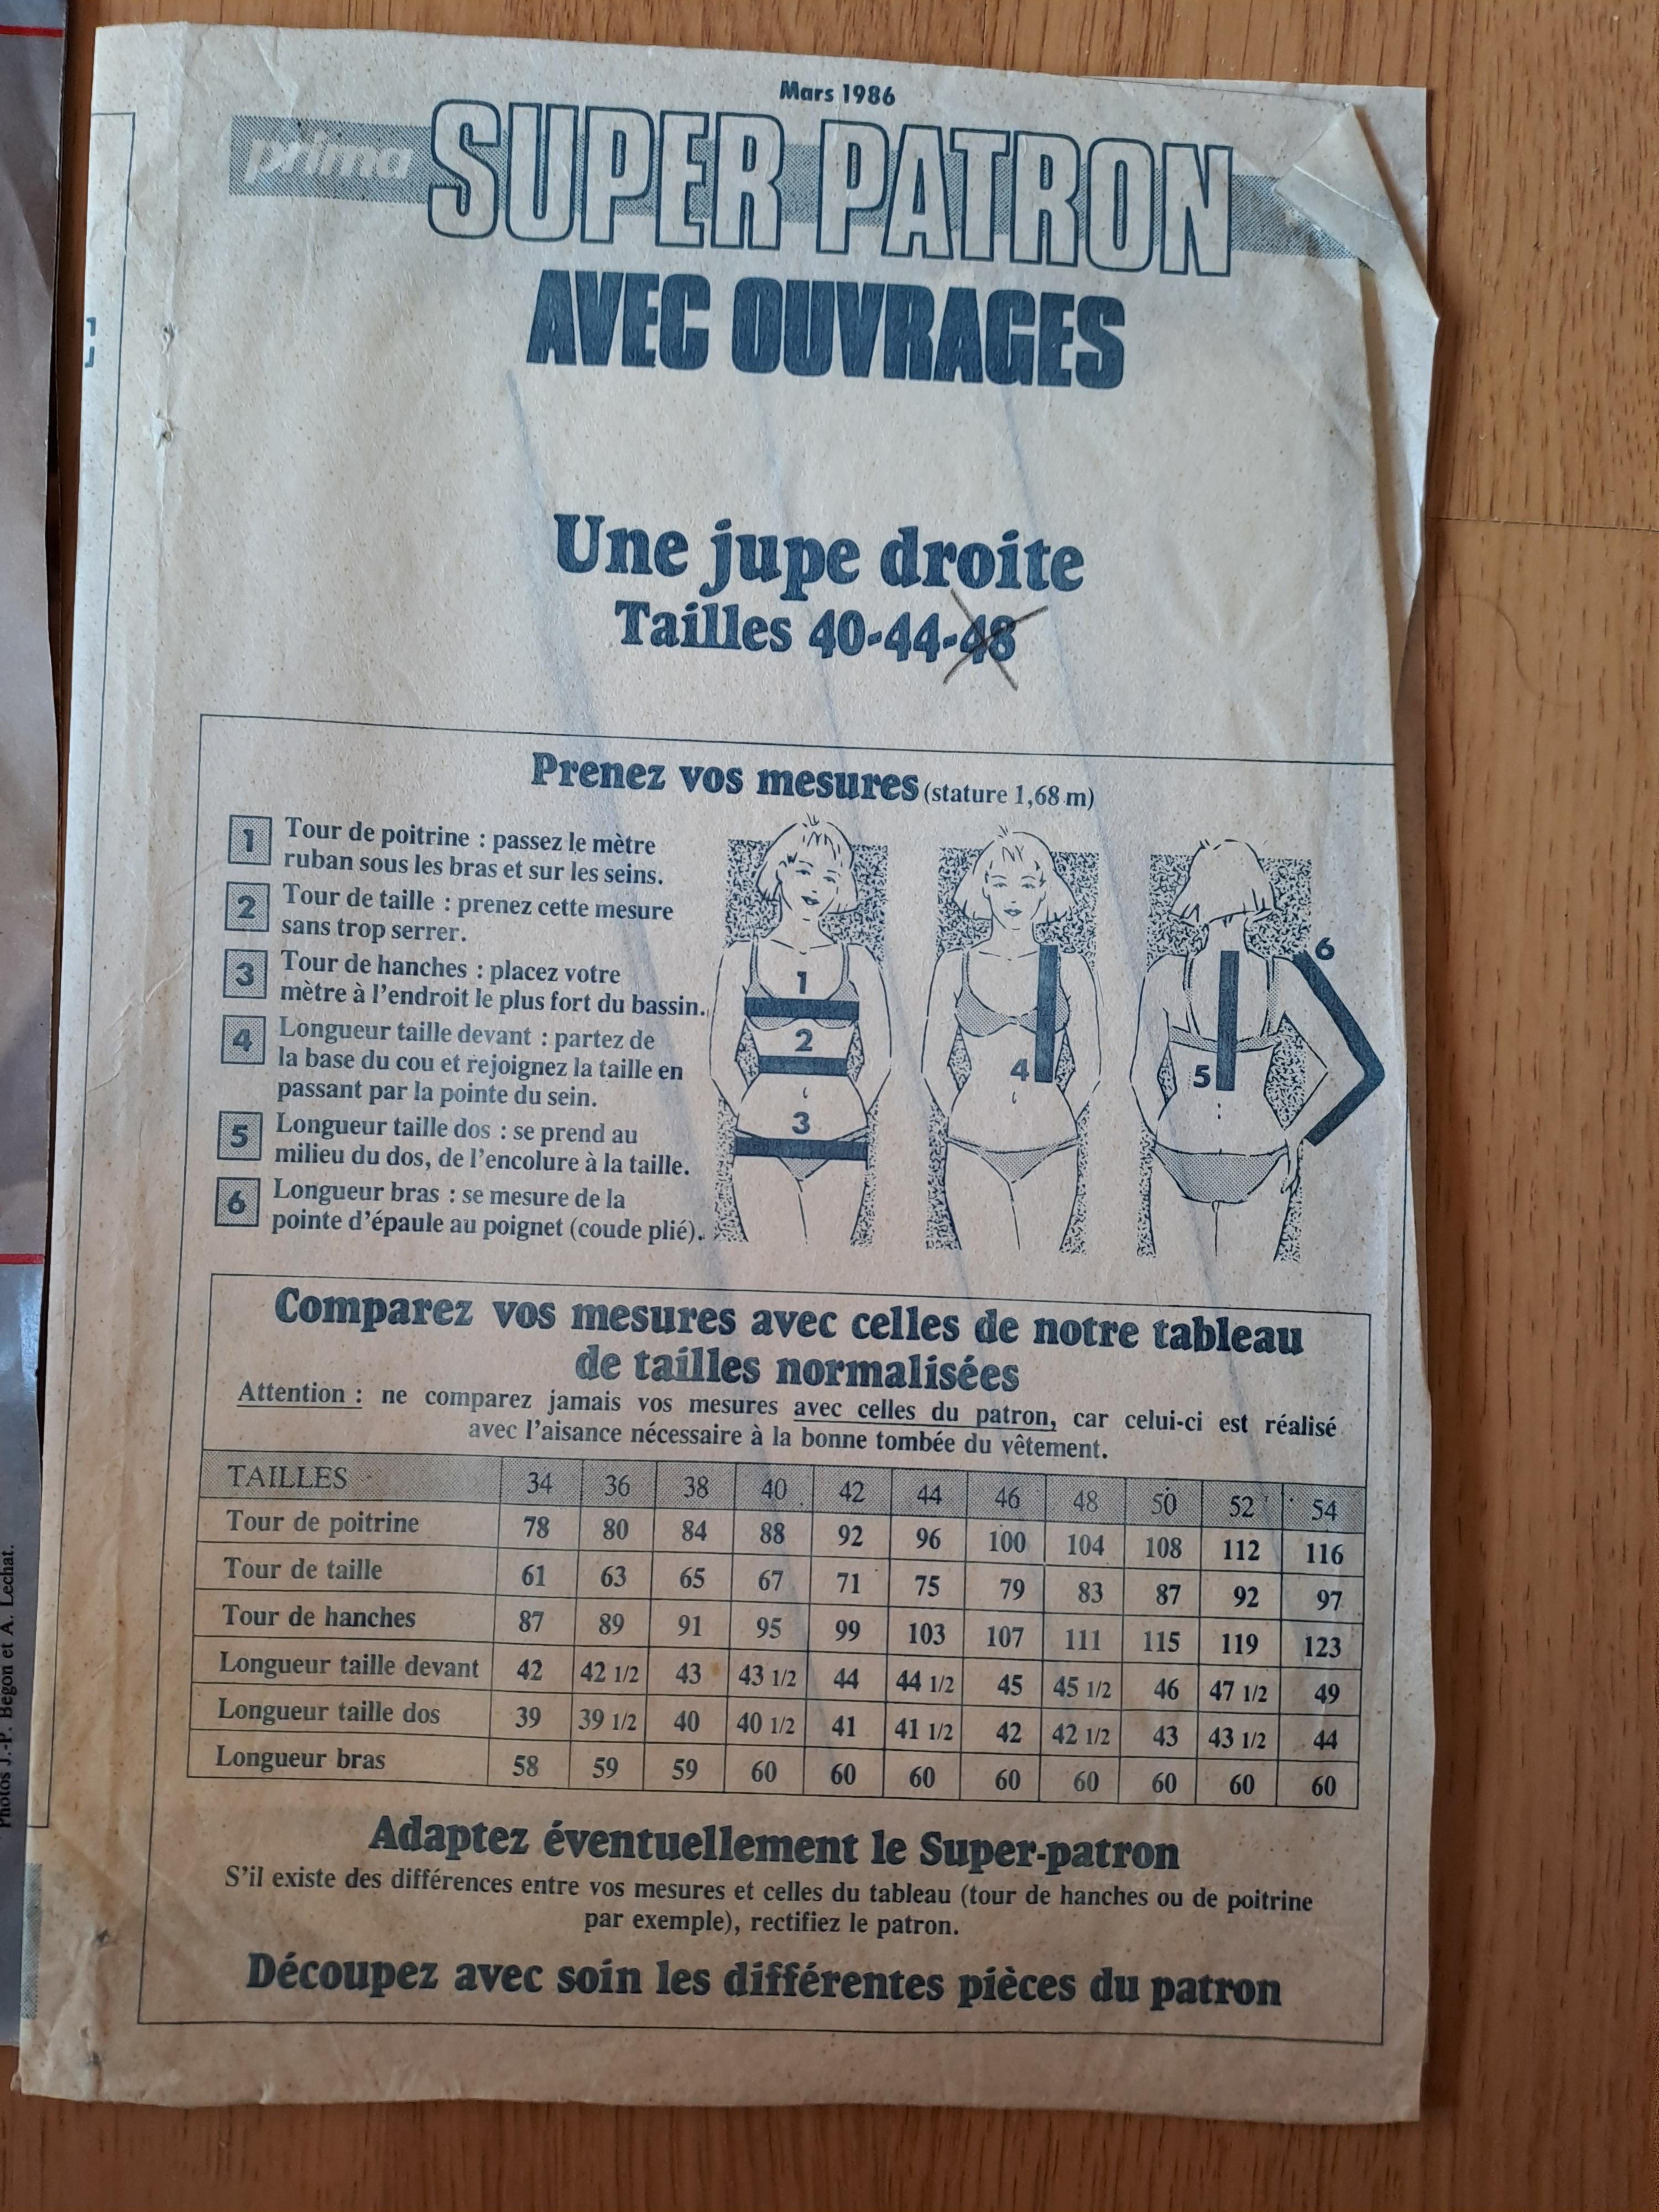 Mars 1986
prima SUPER PATRON
AVEC OUVRAGES
Une jupe droite
Tailles 40-44-48
Prenez vos mesures (stature 1,68 m)
1 Tour de poitrine : passez le mètre
ruban sous les bras et sur les seins.
2 Tour de taille : prenez cette mesure
sans trop serrer.
3 Tour de hanches : placez votre
mètre à l'endroit le plus fort du bassin.
4 Longueur taille devant : partez de
la base du cou et rejoignez la taille en
passant par la pointe du sein.
5 Longueur taille dos : se prend au
milieu du dos, de l'encolure à la taille.
6 Longueur bras : se mesure de la
pointe d'épaule au poignet (coude plié).
1
2
3
4
5
6
Comparez vos mesures avec celles de notre tableau
de tailles normalisées
Attention : ne comparez jamais vos mesures avec celles du patron, car celui-ci est réalisé
avec l'aisance nécessaire à la bonne tombée du vêtement.
TAILLES 34 36 38 40 42 44 46 48 50 52 54
Tour de poitrine 78 80 84 88 92 96 100 104 108 112 116
Tour de taille 61 63 65 67 71 75 79 83 87 92 97
Tour de hanches 87 89 91 95 99 103 107 111 115 119 123
Longueur taille devant 42 42 1/2 43 43 1/2 44 44 1/2 45 45 1/2 46 47 1/2 49
Longueur taille dos 39 39 1/2 40 40 1/2 41 41 1/2 42 42 1/2 43 43 1/2 44
Longueur bras 58 59 59 60 60 60 60 60 60 60 60
Adaptez éventuellement le Super-patron
S'il existe des différences entre vos mesures et celles du tableau (tour de hanches ou de poitrine
par exemple), rectifiez le patron.
Découpez avec soin les différentes pièces du patron
Photos J.-P. Begon et A. Lechat.